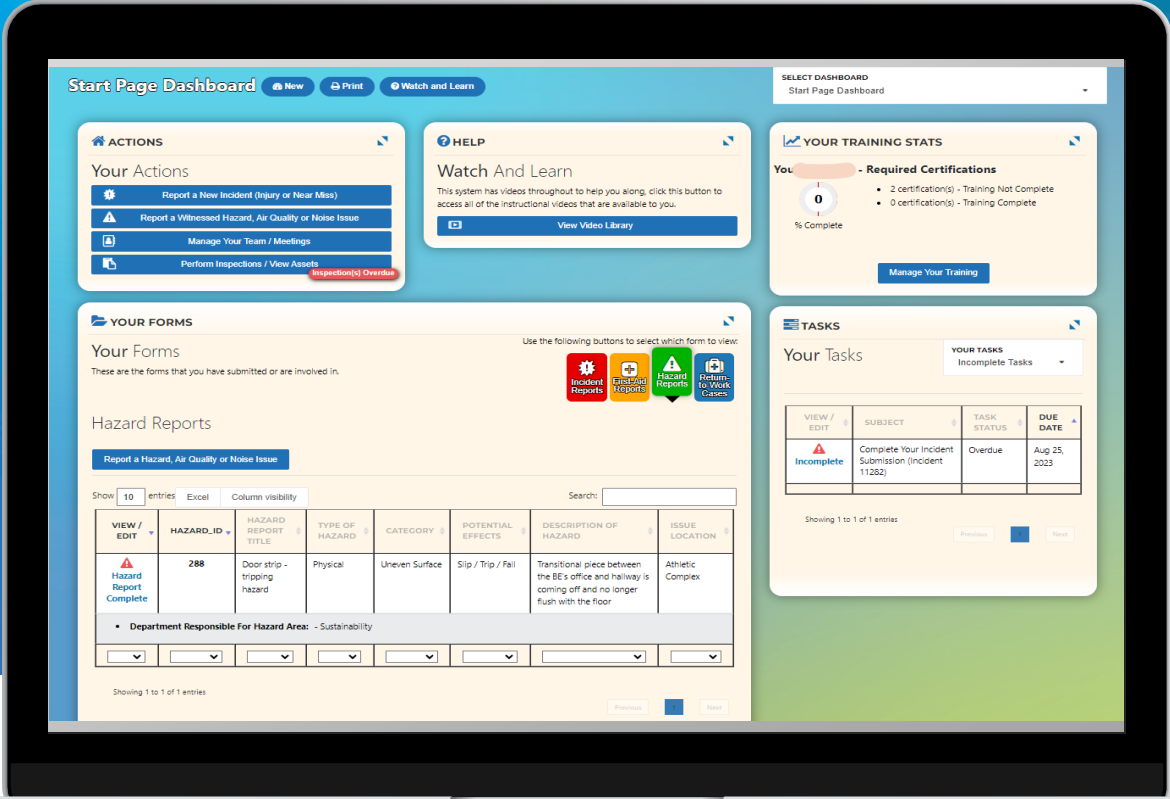 Start Page Dashboard
New
Print
Watch and Learn
SELECT DASHBOARD
Start Page Dashboard
ACTIONS
Your Actions
Report a New Incident (Injury or Near Miss)
Report a Witnessed Hazard, Air Quality or Noise Issue
Manage Your Team / Meetings
Perform Inspections / View Assets
Inspection(s) Overdue
HELP
Watch And Learn
This system has videos throughout to help you along, click this button to
access all of the instructional videos that are available to you.
View Video Library
YOUR TRAINING STATS
You - Required Certifications
0
% Complete
2 certification(s) - Training Not Complete
0 certification(s) - Training Complete
Manage Your Training
YOUR FORMS
Your Forms
These are the forms that you have submitted or are involved in.
Use the following buttons to select which form to view:
Incident
Reports
First-Aid
Reports
Hazard
Reports
Return-
to Work
Cases
Hazard Reports
Report a Hazard, Air Quality or Noise Issue
Show 10 entries
Excel
Column visibility
Search:
VIEW /
EDIT
HAZARD_ID
HAZARD
REPORT
TITLE
TYPE OF
HAZARD
CATEGORY
POTENTIAL
EFFECTS
DESCRIPTION OF
HAZARD
ISSUE
LOCATION
Hazard
Report
Complete
288
Door strip -
tripping
hazard
Physical
Uneven Surface
Slip / Trip / Fall
Transitional piece between
the BE's office and hallway is
coming off and no longer
flush with the floor
Athletic
Complex
Department Responsible For Hazard Area: - Sustainability
Showing 1 to 1 of 1 entries
Previous
1
Next
TASKS
Your Tasks
YOUR TASKS
Incomplete Tasks
VIEW /
EDIT
SUBJECT
TASK
STATUS
DUE
DATE
Incomplete
Complete Your Incident
Submission (Incident
11282)
Overdue
Aug 25,
2023
Showing 1 to 1 of 1 entries
Previous
1
Next